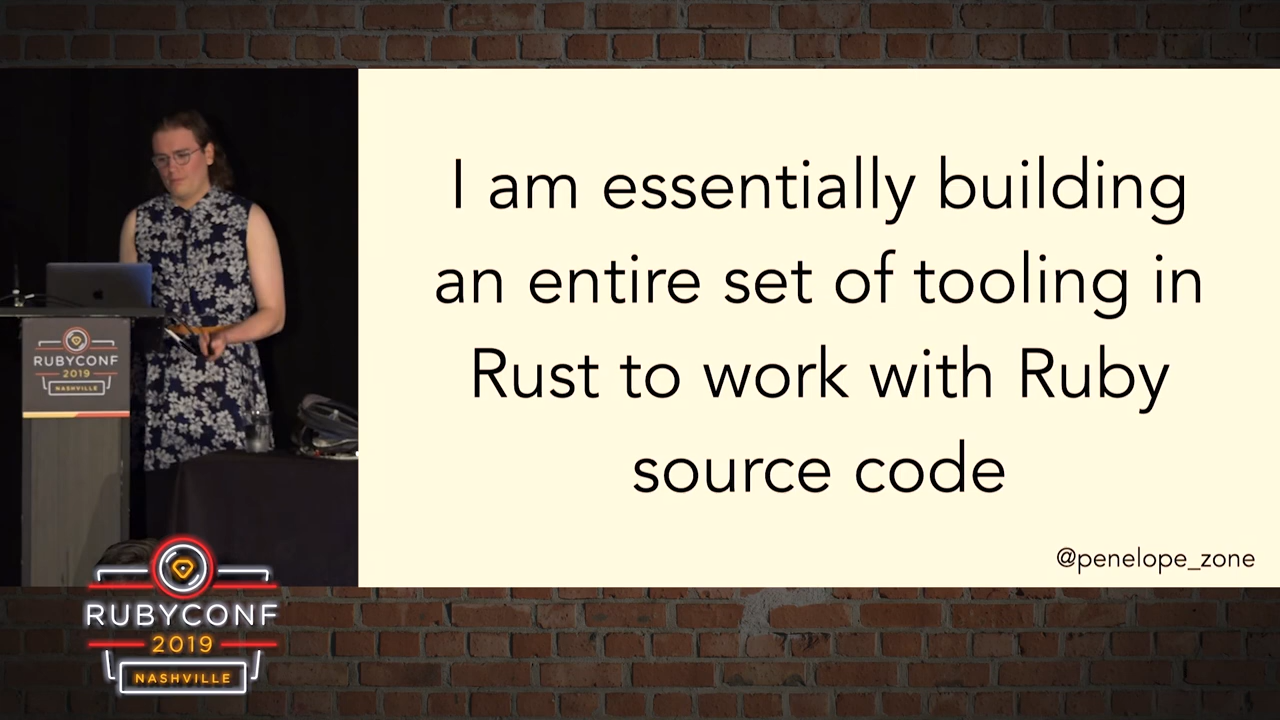 I am essentially building
an entire set of tooling in
Rust to work with Ruby
source code
@penelope_zone
RUBYCONF
2019
NASHVILLE
RUBYCONF
2019
NASHVILLE